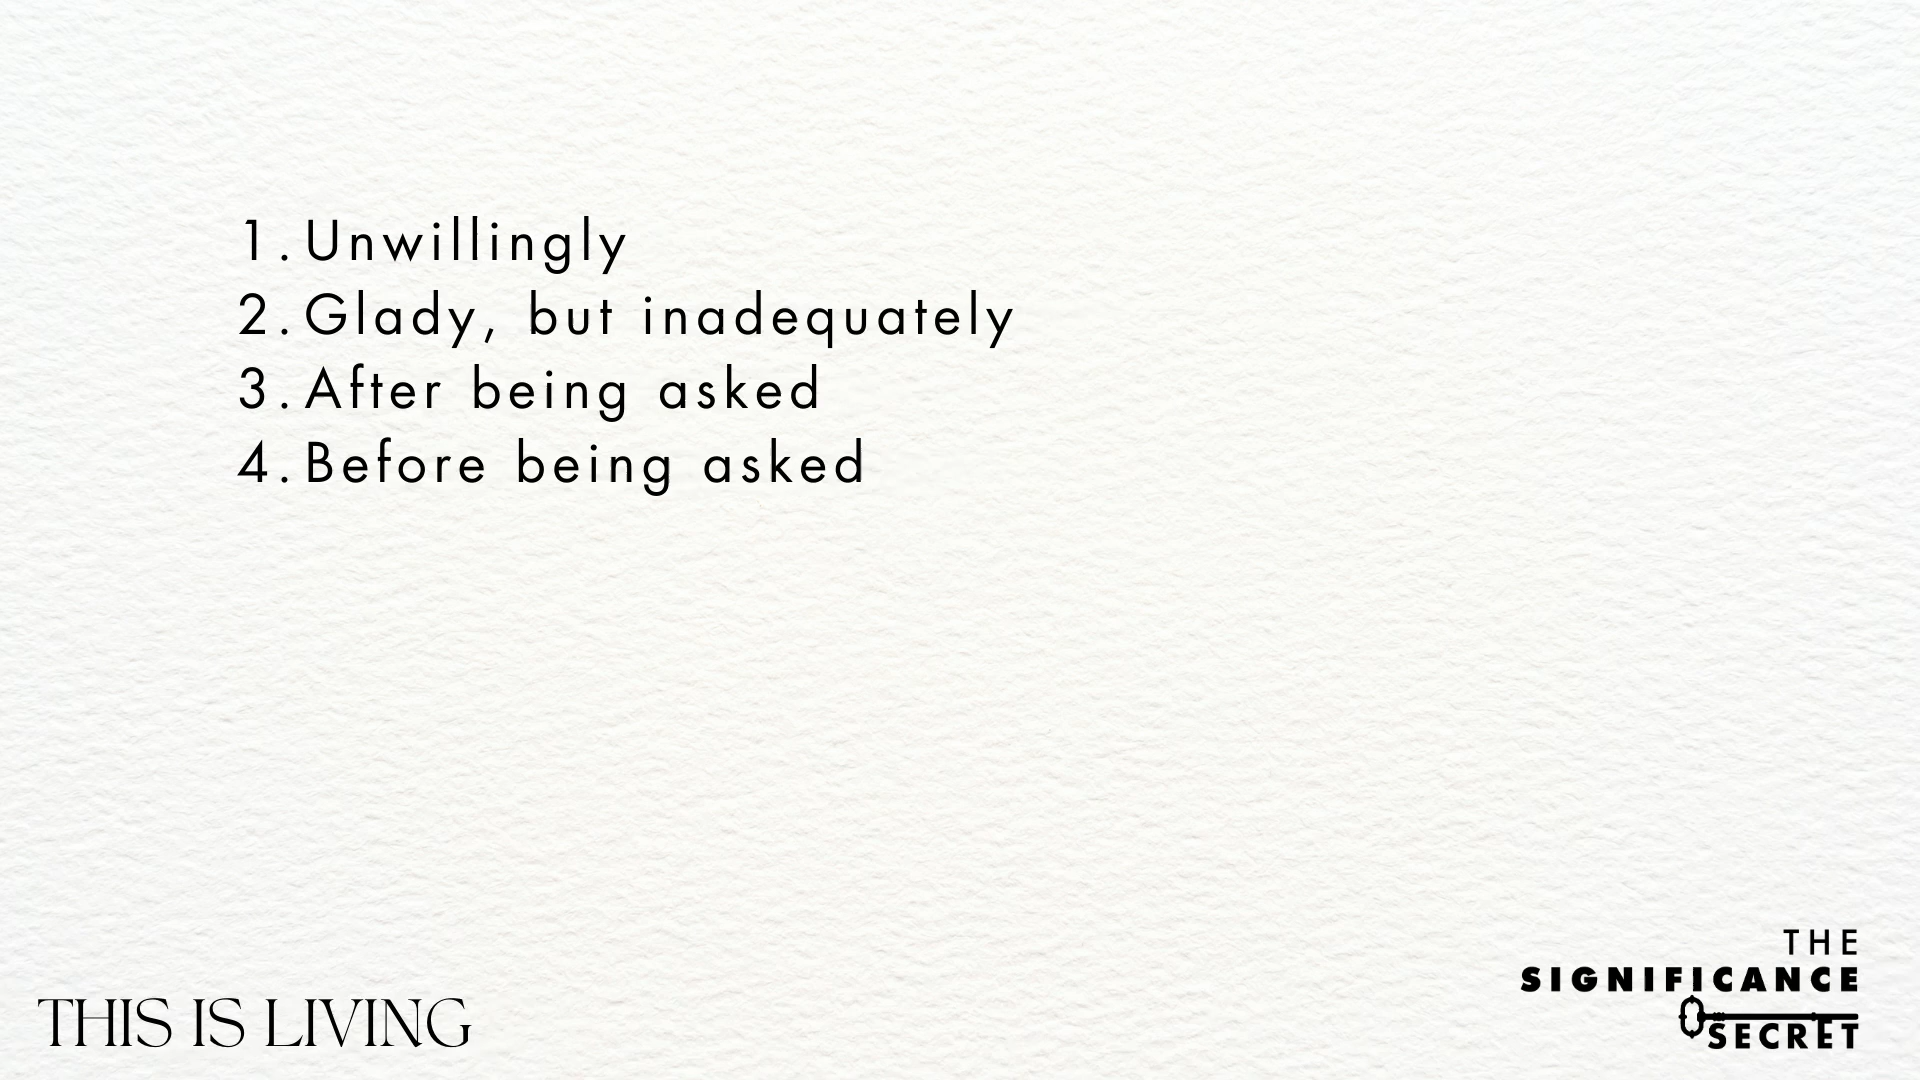 1. Unwillingly
2. Glady, but inadequately
3. After being asked
4. Before being asked
THIS IS LIVING
THE
SIGNIFICANCE
SECRET